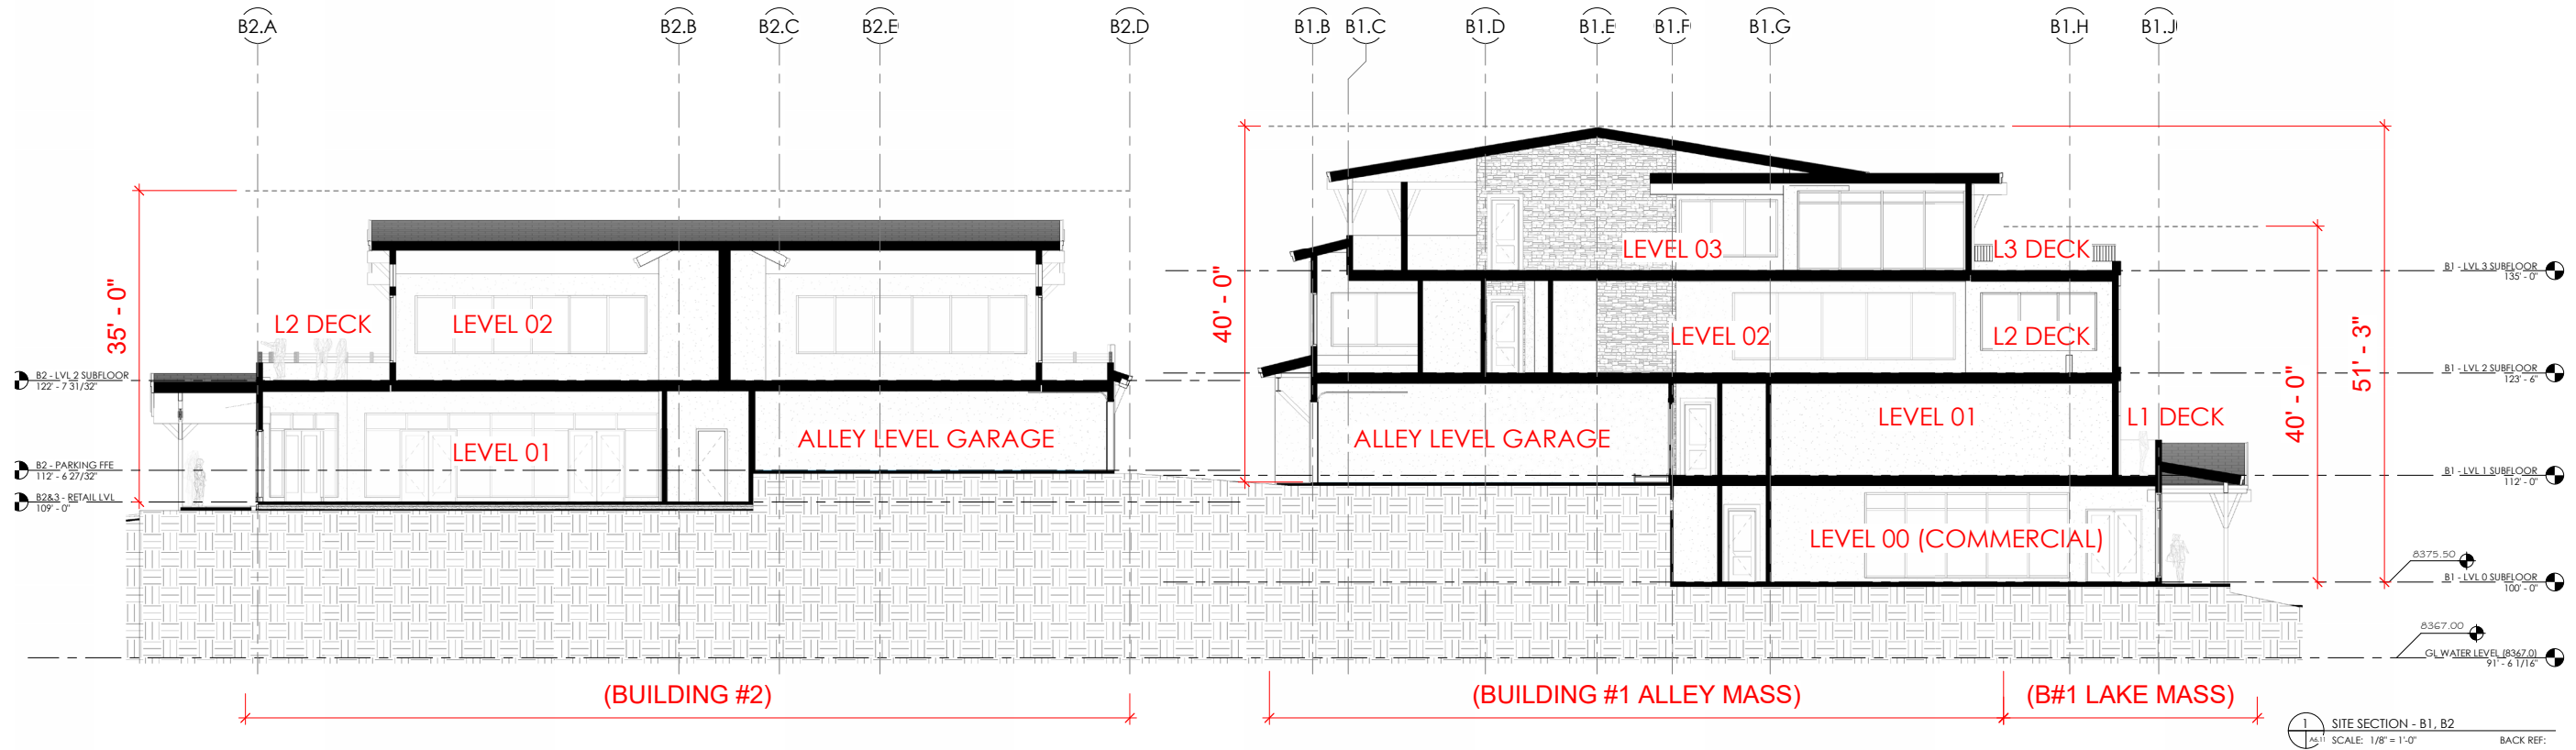 B2.A
B2.B
B2.C
B2.E
B2.D
B1.B
B1.C
B1.D
B1.E
B1.F
B1.G
B1.H
B1.J
35' - 0"
40' - 0"
51' - 3"
40' - 0"
L2 DECK
LEVEL 02
LEVEL 01
ALLEY LEVEL GARAGE
LEVEL 03
L3 DECK
LEVEL 02
L2 DECK
ALLEY LEVEL GARAGE
LEVEL 01
L1 DECK
LEVEL 00 (COMMERCIAL)
B2 - LVL 2 SUBFLOOR
122' - 7 31/32"
B2 - PARKING FFE
112' - 6 27/32"
B2&3 - RETAIL LVL
109' - 0"
B1 - LVL 3 SUBFLOOR
135' - 0"
B1 - LVL 2 SUBFLOOR
123' - 6"
B1 - LVL 1 SUBFLOOR
112' - 0"
8375.50
B1 - LVL 0 SUBFLOOR
100' - 0"
8367.00
GL WATER LEVEL (8367.0)
91' - 6 1/16"
(BUILDING #2)
(BUILDING #1 ALLEY MASS)
(B#1 LAKE MASS)
1
A6.11
SITE SECTION - B1, B2
SCALE: 1/8" = 1'-0"
BACK REF: